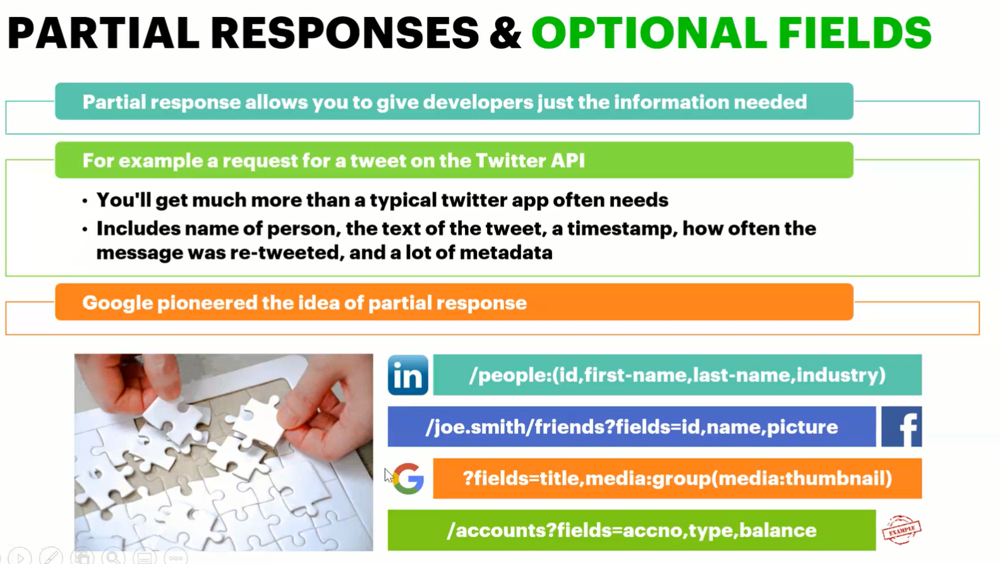 PARTIAL RESPONSES & OPTIONAL FIELDS
Partial response allows you to give developers just the information needed
For example a request for a tweet on the Twitter API
• You'll get much more than a typical twitter app often needs
• Includes name of person, the text of the tweet, a timestamp, how often the
message was re-tweeted, and a lot of metadata
Google pioneered the idea of partial response
in
/people:(id,first-name,last-name,industry)
/joe.smith/friends?fields=id,name,picture
f
G
?fields=title,media:group(media:thumbnail)
/accounts?fields=accno,type,balance
EXAMPLE